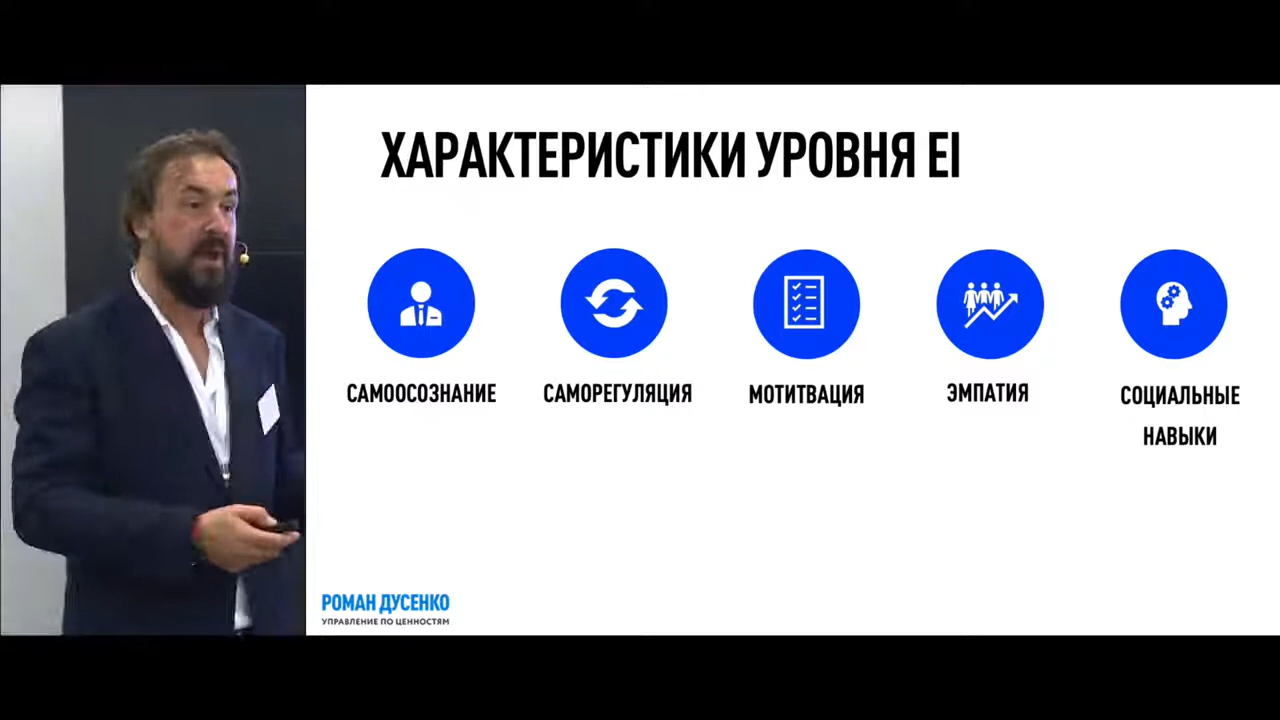 ХАРАКТЕРИСТИКИ УРОВНЯ EI
САМООСОЗНАНИЕ
САМОРЕГУЛЯЦИЯ
МОТИТВАЦИЯ
ЭМПАТИЯ
СОЦИАЛЬНЫЕ
НАВЫКИ
РОМАН ДУСЕНКО
УПРАВЛЕНИЕ ПО ЦЕННОСТЯМ